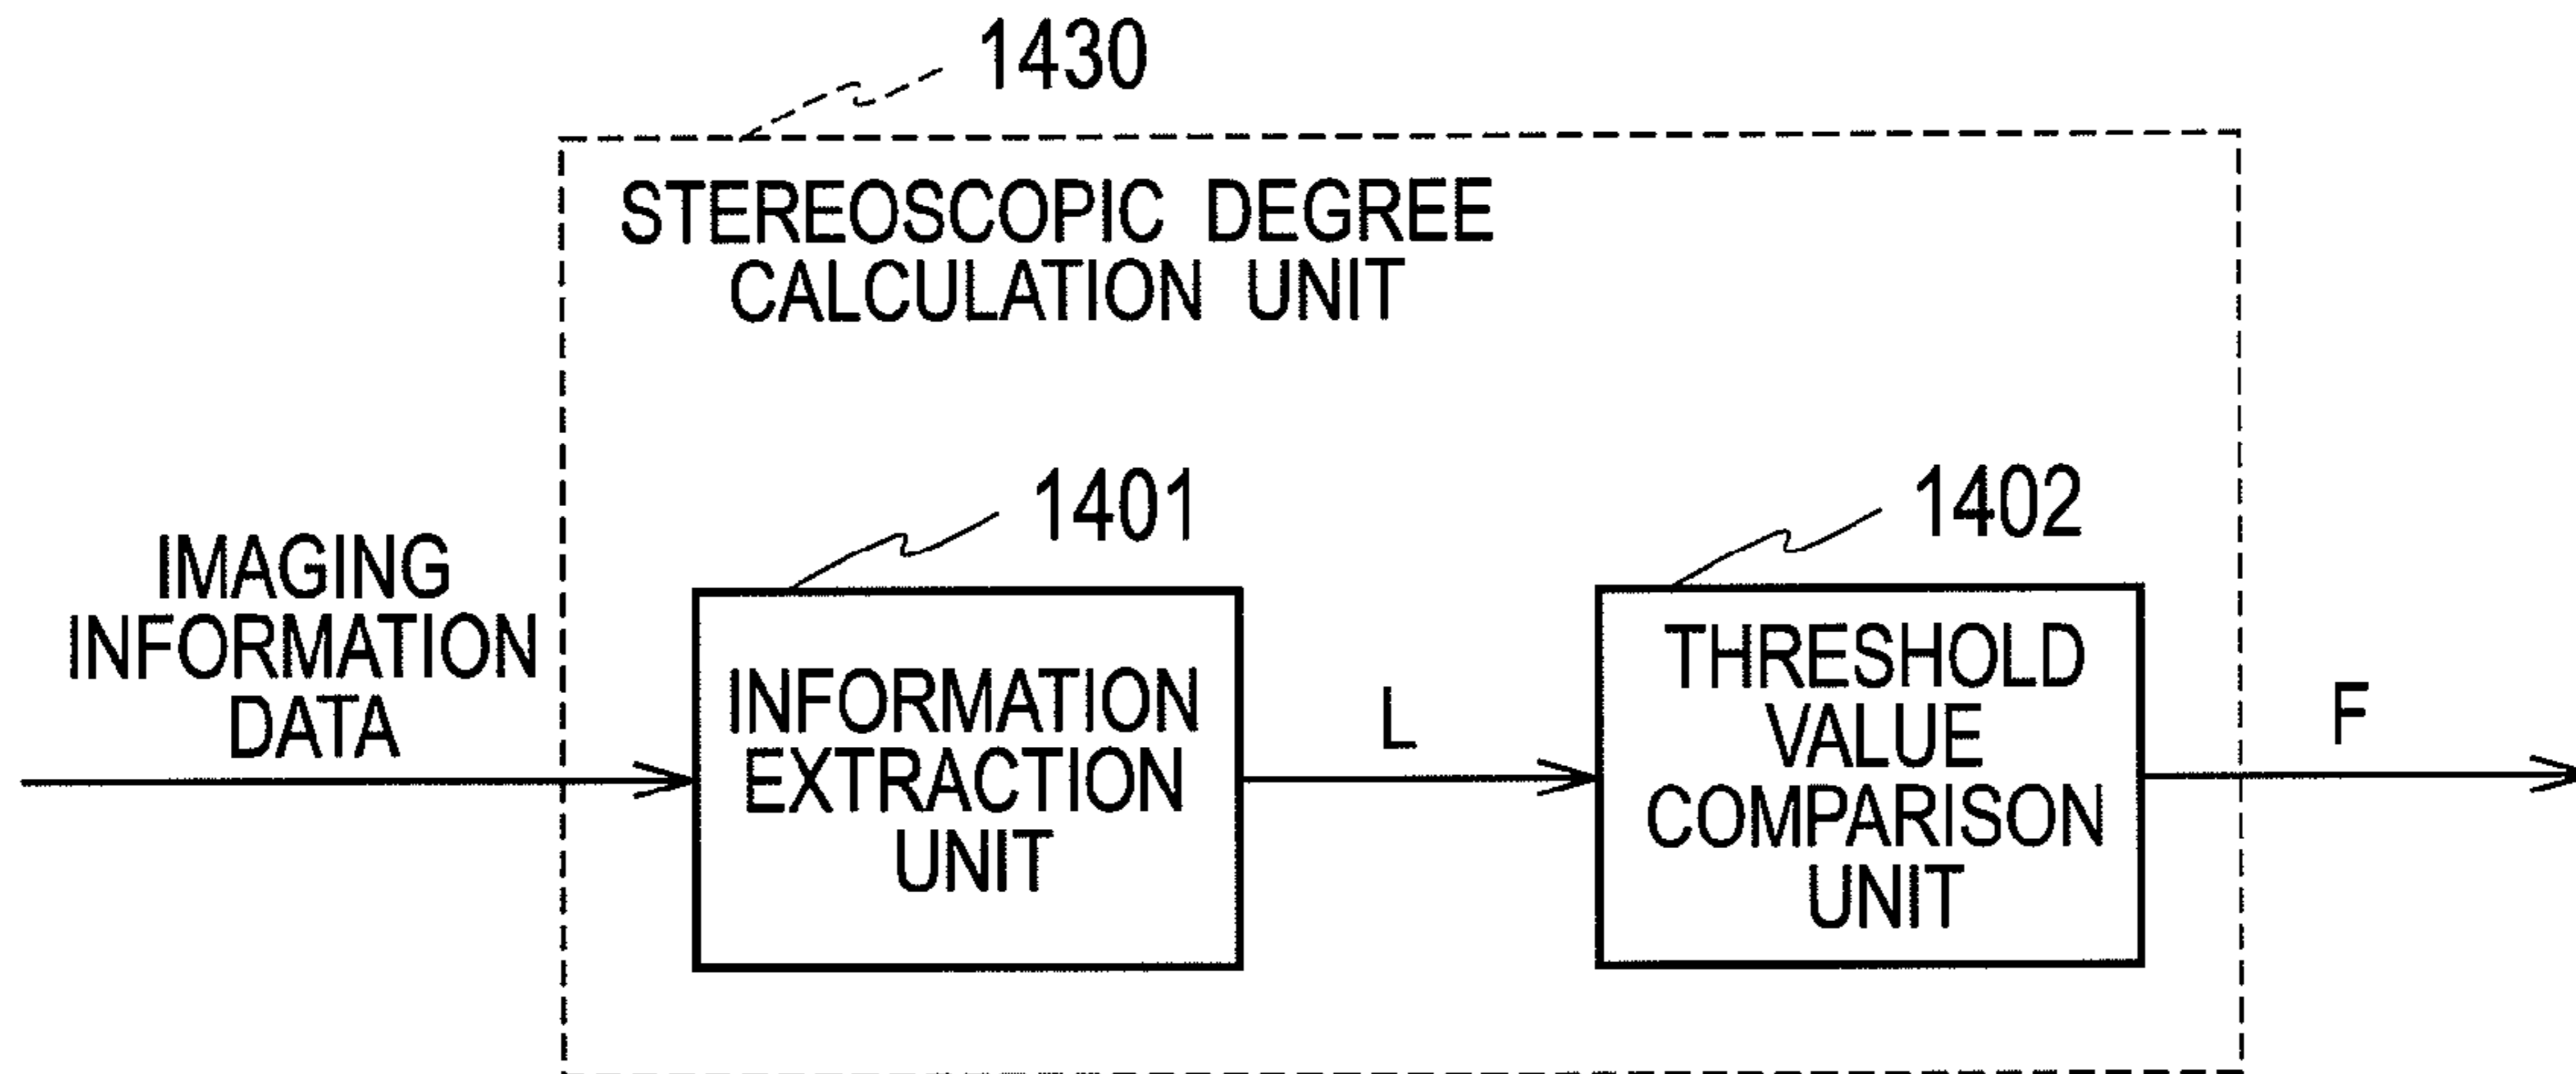 1430
STEREOSCOPIC DEGREE
CALCULATION UNIT
1401
1402
IMAGING
INFORMATION
DATA
INFORMATION
EXTRACTION
UNIT
L
THRESHOLD
VALUE
COMPARISON
UNIT
F